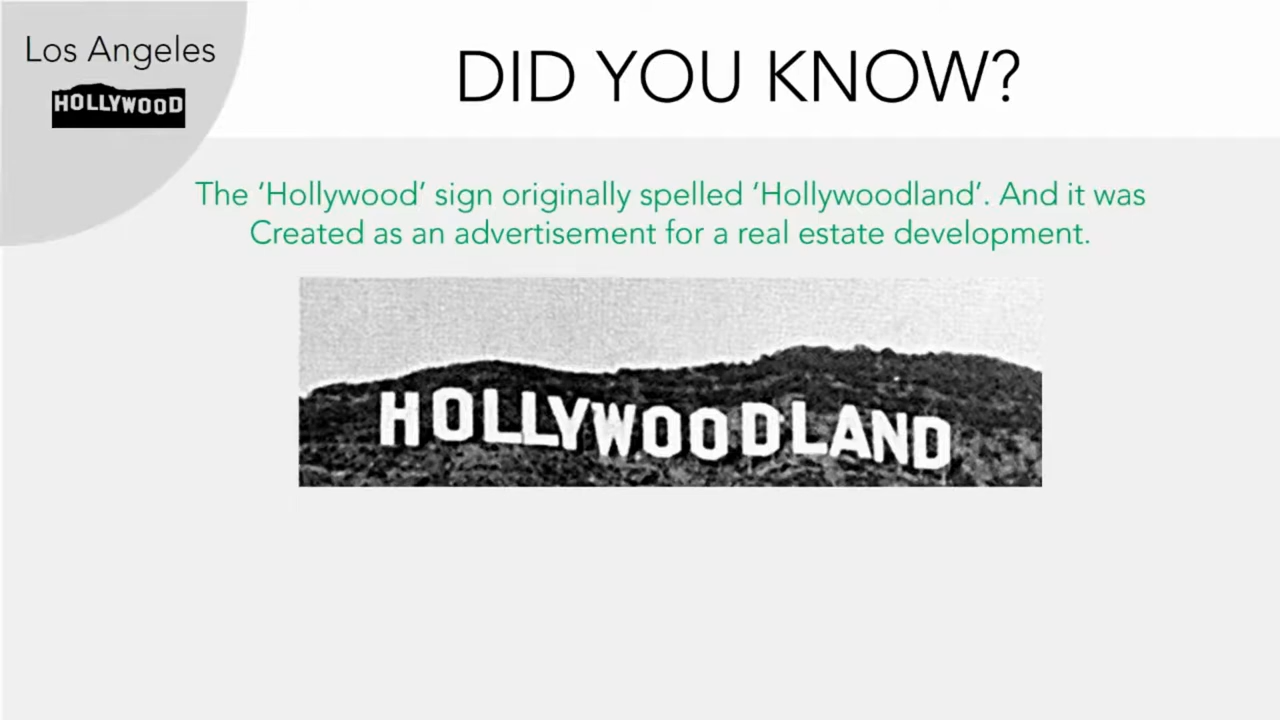 Los Angeles
HOLLYWOOD
DID YOU KNOW?
The ‘Hollywood’ sign originally spelled ‘Hollywoodland’. And it was
Created as an advertisement for a real estate development.
HOLLYWOODLAND